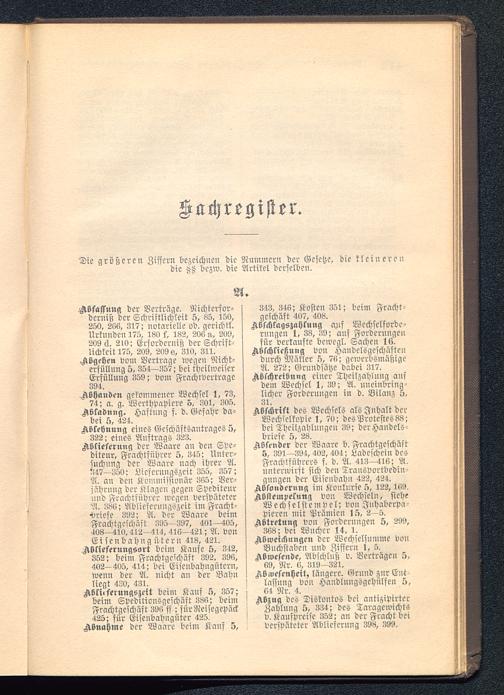 Sachregister.
Die größeren Ziffern bezeichnen die Nummern der Gesetze, die kleineren
die §§ bezw. die Artikel derselben.
A.
Abfassung der Verträge. Nichterfor-
derniß der Schriftlichkeit 5, 85, 150,
250, 266, 317; notarielle od. gerichtl.
Urkunden 175, 180 f. 182, 206 a, 209,
209 d, 210; Erforderniß der Schrift-
lichkeit 175, 209, 209 e, 310, 311.
Abgehen vom Vertrage wegen Nicht-
erfüllung 5, 354—357; bei theilweiser
Erfüllung 359; vom Frachtvertrage
394.
Abhanden gekommener Wechsel 1, 73,
74; a. g. Werthpapiere 5, 301, 305.
Abladung. Haftung f. d. Gefahr da-
bei 5, 424.
Ablehnung eines Geschäftsantrages 5,
322; eines Auftrags 323.
Ablieferung der Waare an den Spe-
diteur, Frachtführer 5, 345; Unter-
suchung der Waare nach ihrer A.
347—350; Lieferungszeit 355, 357;
A. an den Kommissionär 365; Ver-
jährung der Klagen gegen Spediteur
und Frachtführer wegen verspäteter
A. 386; Ablieferungszeit im Fracht-
briefe 392; A. der Waare beim
Frachtgeschäft 395—397, 401—405,
408—410, 412—414, 416—421; A. von
Eisenbahngütern 418, 421.
Ablieferungsort beim Kaufe 5, 342,
352; beim Frachtgeschäft 392, 396,
402—405, 414; bei Eisenbahngütern,
wenn der A. nicht an der Bahn
liegt 430, 431.
Ablieferungszeit beim Kauf 5, 357;
beim Speditionsgeschäft 386; beim
Frachtgeschäft 396 ff; für Reisegepäck
425; für Eisenbahngüter 425.
Abnahme der Waare beim Kauf 5,
343, 346; Kosten 351; beim Fracht-
geschäft 407, 408.
Abschlagszahlung auf Wechselforde-
rungen 1, 38, 39; auf Forderungen
für verkaufte bewegl. Sachen 16.
Abschließung von Handelsgeschäften
durch Mäkler 5, 76; gewerbsmäßige
A. 272; Grundsätze dabei 317.
Abschreibung einer Theilzahlung auf
dem Wechsel 1, 39; A. uneinbring-
licher Forderungen in d. Bilanz 5,
31.
Abschrift des Wechsels als Inhalt der
Wechselkopie 1, 70; des Protestes 88;
bei Theilzahlungen 39; der Handels-
briefe 5, 28.
Absender der Waare b. Frachtgeschäft
5, 391—394, 402, 404; Ladeschein des
Frachtführers f. d. A. 413—416; A.
unterwirft sich den Transportbedin-
gungen der Eisenbahn 422, 424.
Absonderung im Konkurse 5, 122, 169.
Abstempelung von Wechseln, siehe
Wechselstempel; von Inhaberpa-
pieren mit Prämien 15, 2—5.
Abtretung von Forderungen 5, 299,
368; bei Wucher 14, 1.
Abweichungen der Wechselsumme von
Buchstaben und Ziffern 1, 5.
Abwesende, Abschluß v. Verträgen 5,
69, Nr. 6, 319—321.
Abwesenheit, längere. Grund zur Ent-
lassung von Handlungsgehülfen 5,
64 Nr. 4.
Abzug des Diskontos bei antizipirter
Zahlung 5, 334; des Taragewichts
v. Kaufpreise 352; an der Fracht bei
verspäteter Ablieferung 398, 399.